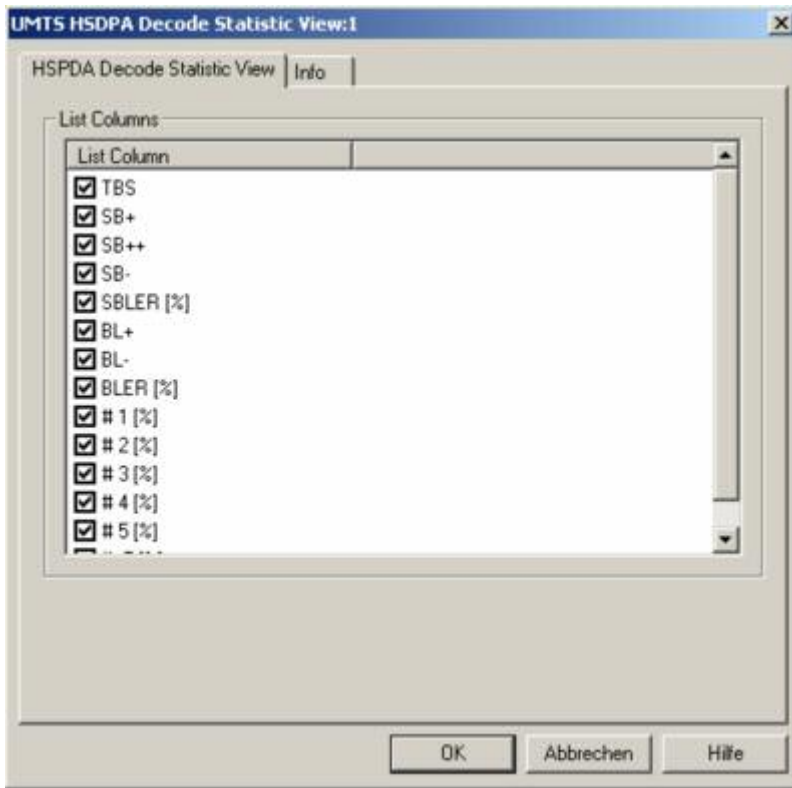 UMTS HSDPA Decode Statistic View:1
HSPDA Decode Statistic View
Info
List Columns
List Column
TBS
SB+
SB++
SB-
SBLER [%]
BL+
BL-
BLER [%]
# 1 [%]
# 2 [%]
# 3 [%]
# 4 [%]
# 5 [%]
OK
Abbrechen
Hilfe